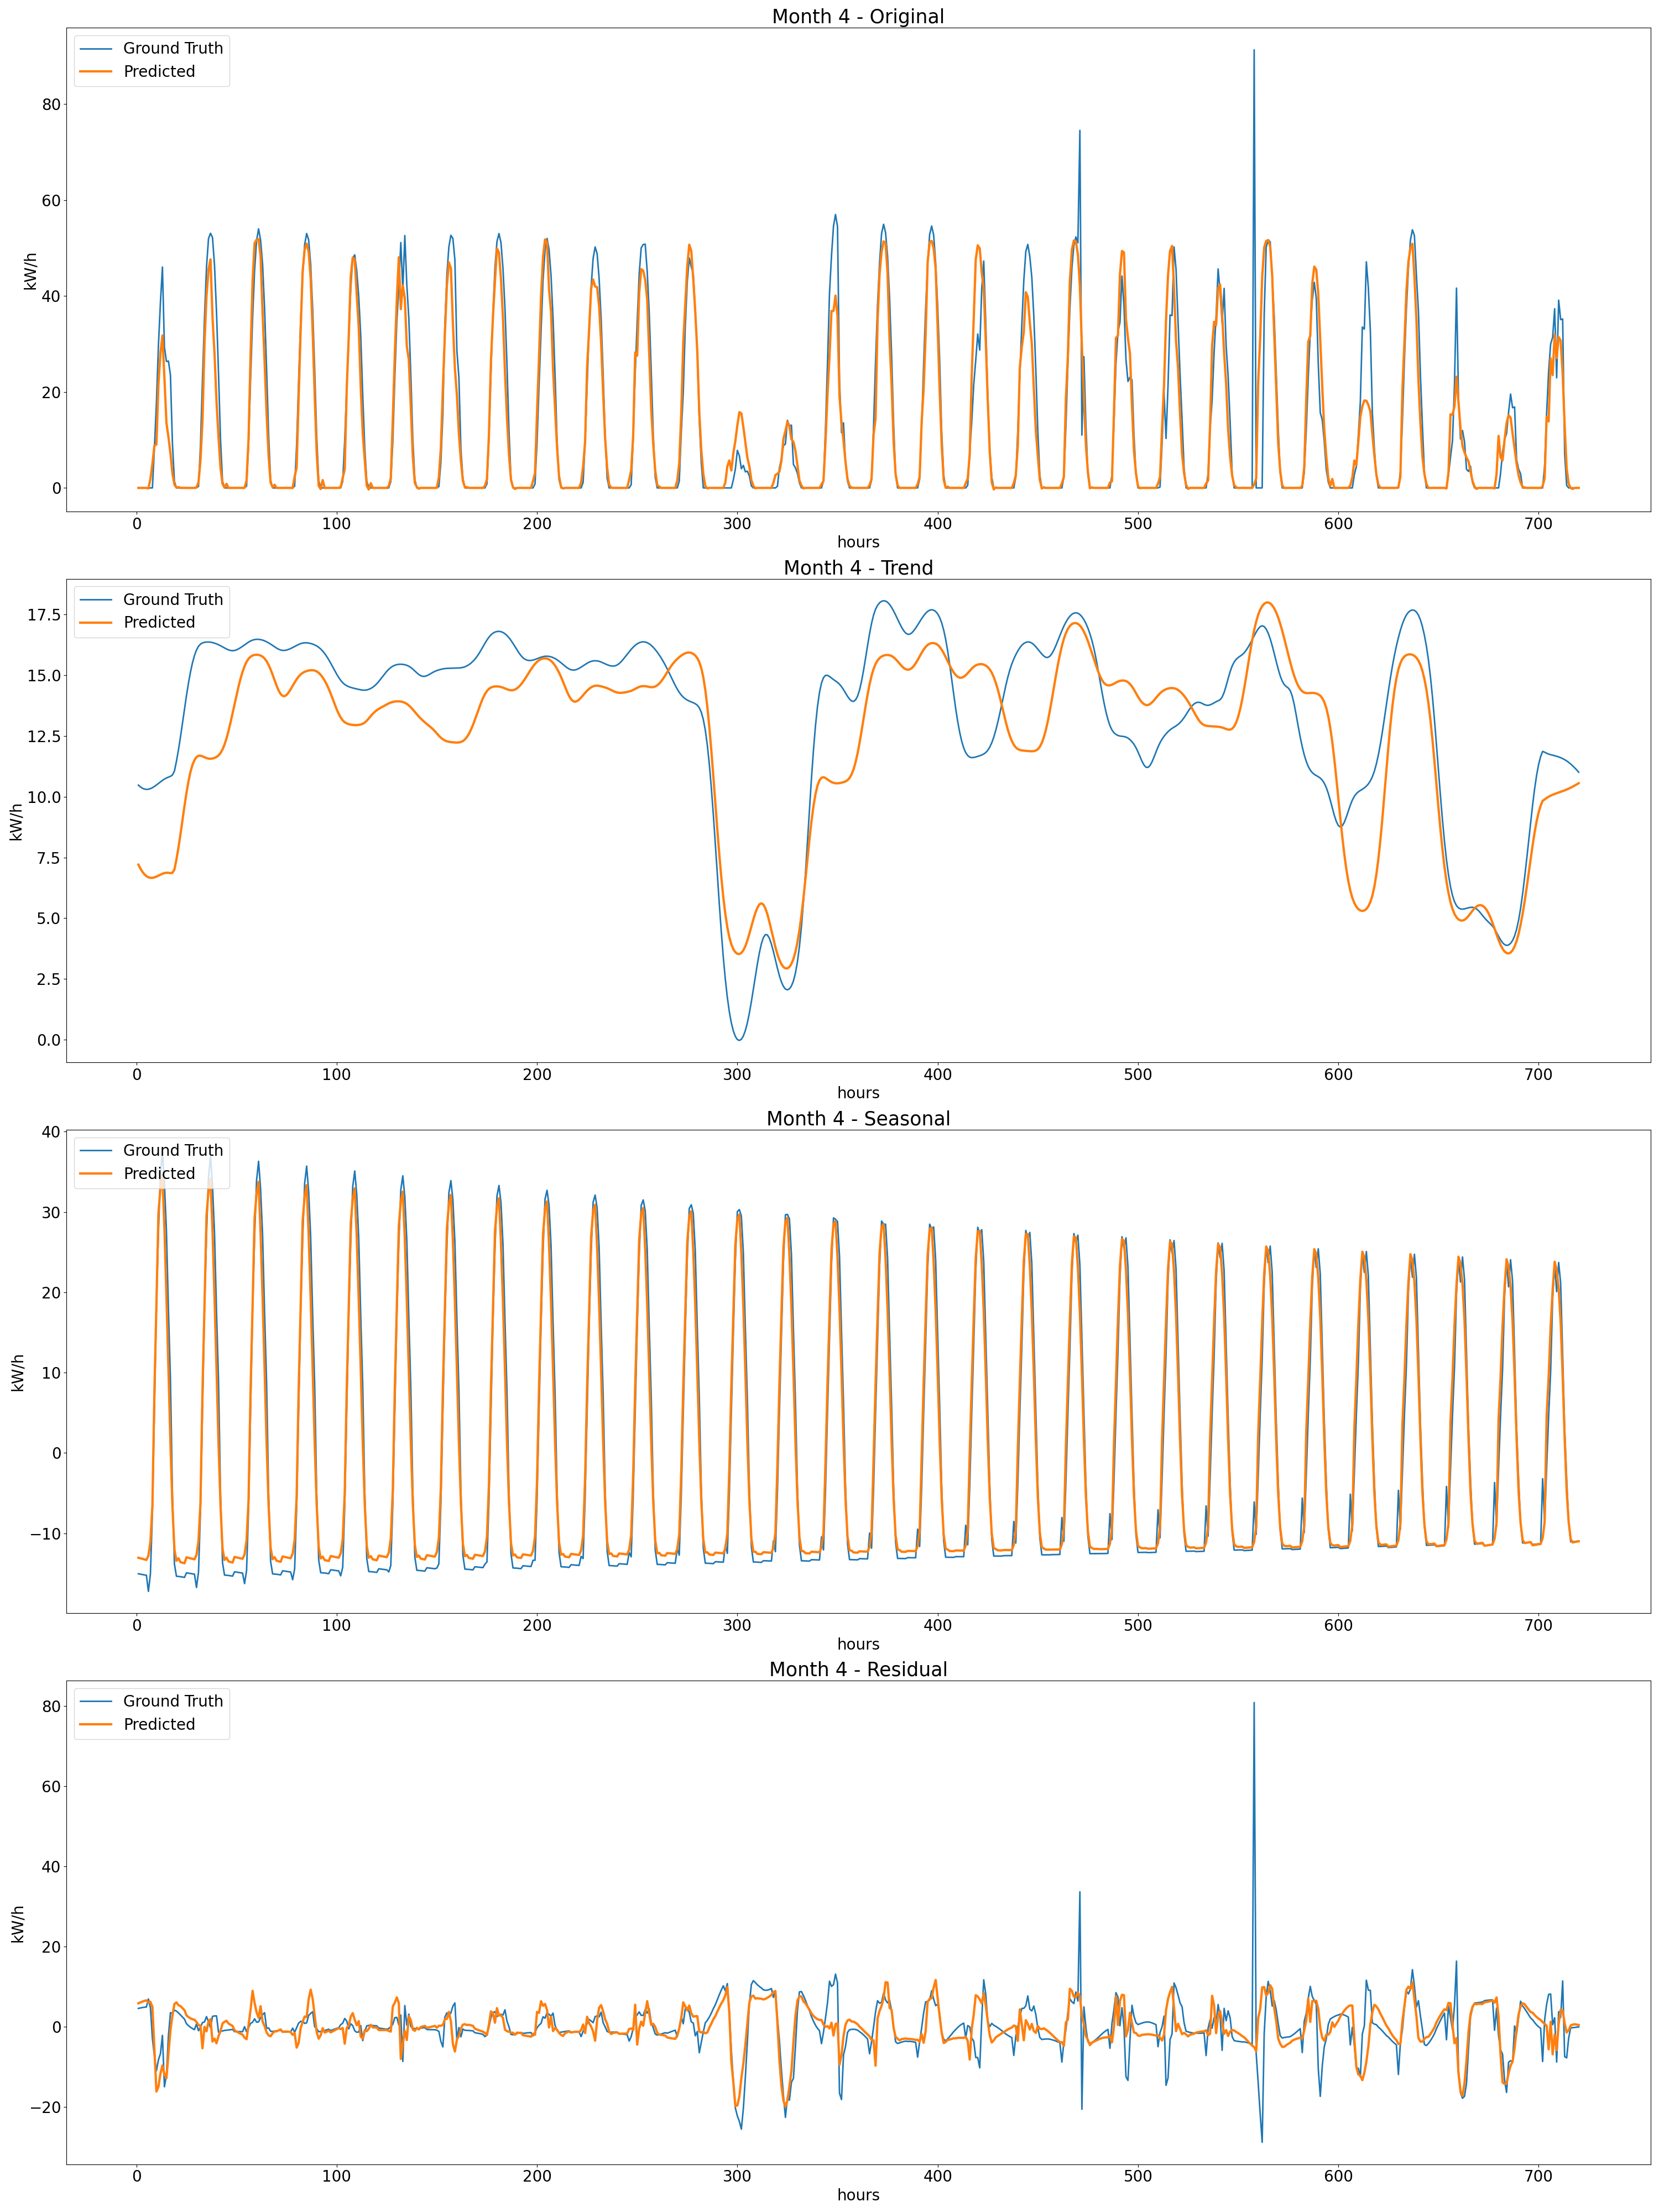 Month 4 - Original
Ground Truth
Predicted
80
60
40
20
0
kW/h
0 100 200 300 400 500 600 700
hours
Month 4 - Trend
Ground Truth
Predicted
17.5
15.0
12.5
10.0
7.5
5.0
2.5
0.0
kW/h
0 100 200 300 400 500 600 700
hours
Month 4 - Seasonal
Ground Truth
Predicted
40
30
20
10
0
−10
kW/h
0 100 200 300 400 500 600 700
hours
Month 4 - Residual
Ground Truth
Predicted
80
60
40
20
0
−20
kW/h
0 100 200 300 400 500 600 700
hours